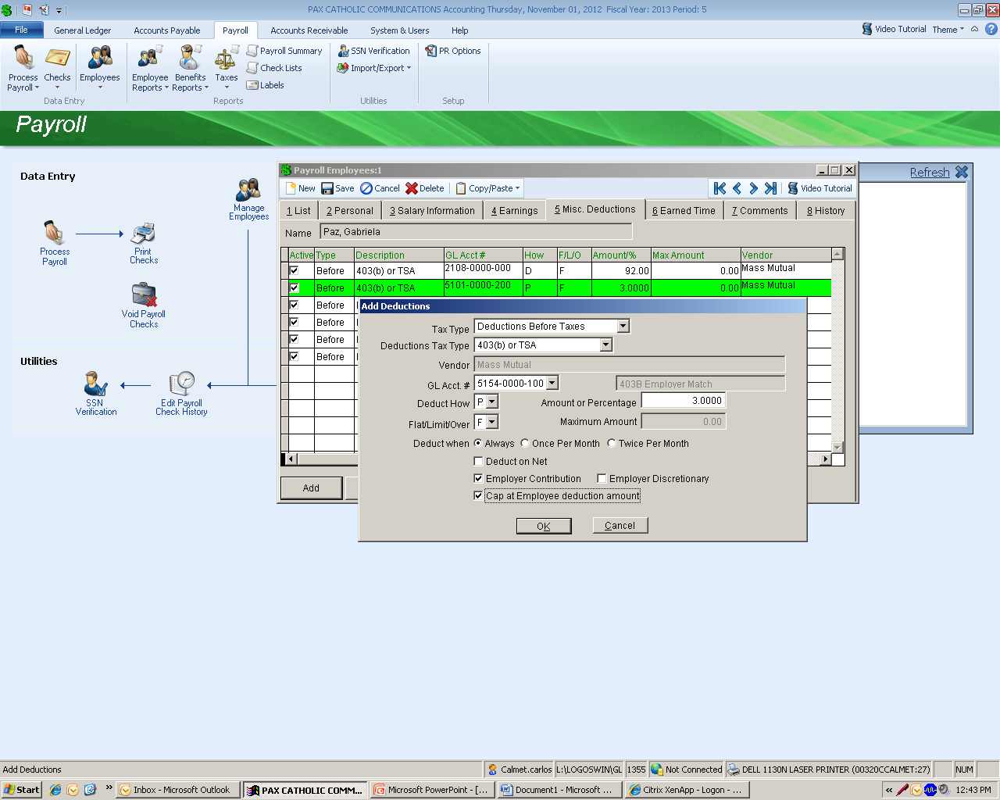 PAX CATHOLIC COMMUNICATIONS Accounting Thursday, November 01, 2012 Fiscal Year: 2013 Period: 5
File General Ledger Accounts Payable Payroll Accounts Receivable System & Users Help Video Tutorial Theme
Process Payroll Checks Employees Employee Reports Benefits Reports Taxes Payroll Summary Check Lists Labels SSN Verification Import/Export PR Options
Data Entry Reports Utilities Setup
Payroll
Data Entry
Manage
Employees
Process
Payroll
Print
Checks
Void Payroll
Checks
Utilities
SSN
Verification
Edit Payroll
Check History
Refresh
Payroll Employees:1
New Save Cancel Delete Copy/Paste Video Tutorial
1 List 2 Personal 3 Salary Information 4 Earnings 5 Misc. Deductions 6 Earned Time 7 Comments 8 History
Name Paz, Gabriela
Active Type Description GL Acct # How F/L/O Amount/% Max Amount Vendor
Before 403(b) or TSA 2108-0000-000 D F 92.00 0.00 Mass Mutual
Before 403(b) or TSA 5101-0000-200 P F 3.0000 0.00 Mass Mutual
Before
Before
Before
Before
Add
Add Deductions
Tax Type Deductions Before Taxes
Deductions Tax Type 403(b) or TSA
Vendor Mass Mutual
GL Acct. # 5154-0000-100 403B Employer Match
Deduct How P Amount or Percentage 3.0000
Flat/Limit/Over F Maximum Amount 0.00
Deduct when Always Once Per Month Twice Per Month
Deduct on Net
Employer Contribution Employer Discretionary
Cap at Employee deduction amount
OK Cancel
Add Deductions Calmet.carlos L:\LOGOSWIN\GL 1355 Not Connected DELL 1130N LASER PRINTER (00320CCALMET:27) NUM
Start » Inbox - Microsoft Outlook PAX CATHOLIC COMM... Microsoft PowerPoint - [... Document1 - Microsoft ... Citrix XenApp - Logon - ... « 12:43 PM